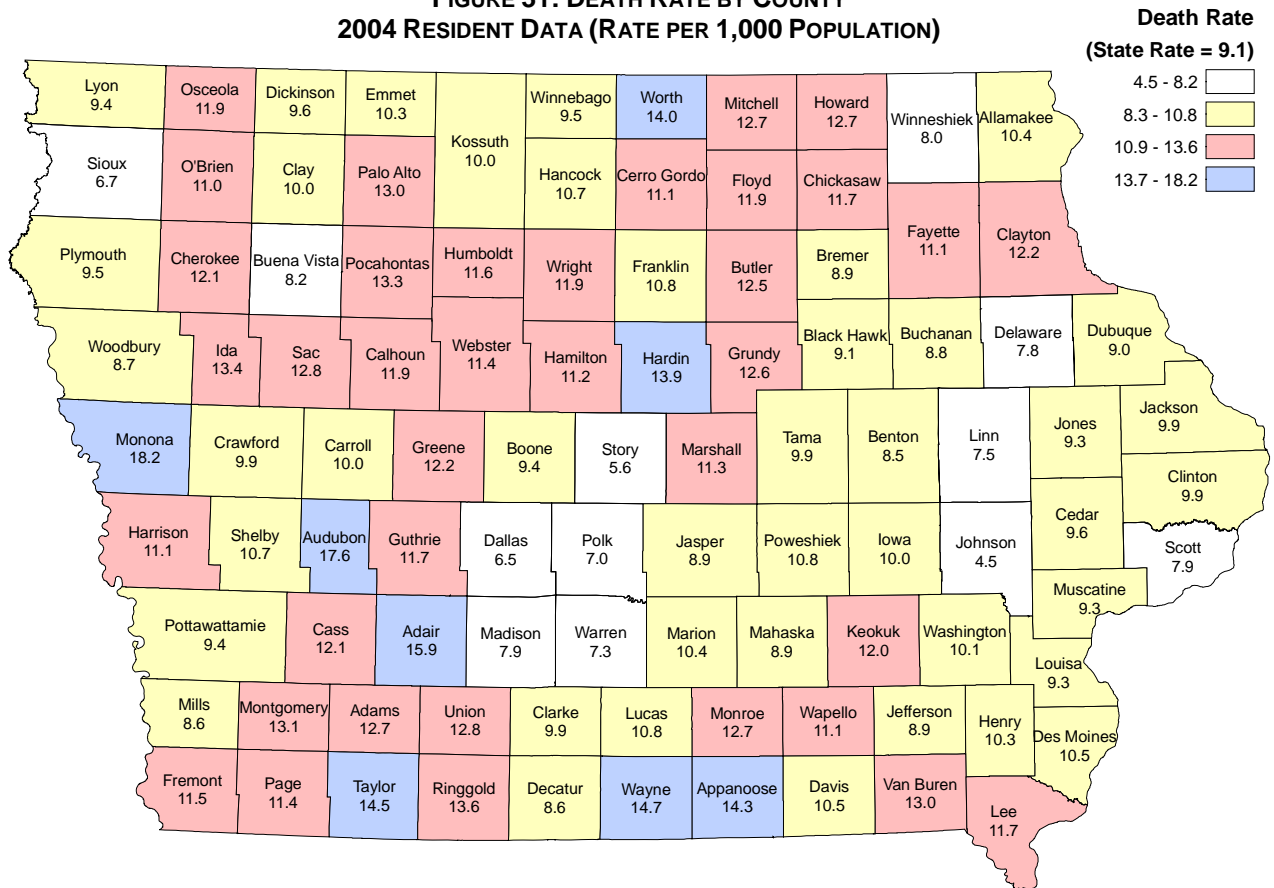 FIGURE 31. DEATH RATE BY COUNTY
2004 RESIDENT DATA (RATE PER 1,000 POPULATION)
Death Rate
(State Rate = 9.1)
4.5 - 8.2
8.3 - 10.8
10.9 - 13.6
13.7 - 18.2
Lyon
9.4
Osceola
11.9
Dickinson
9.6
Emmet
10.3
Kossuth
10.0
Winnebago
9.5
Worth
14.0
Mitchell
12.7
Howard
12.7
Winneshiek
8.0
Allamakee
10.4
Sioux
6.7
O'Brien
11.0
Clay
10.0
Palo Alto
13.0
Hancock
10.7
Cerro Gordo
11.1
Floyd
11.9
Chickasaw
11.7
Plymouth
9.5
Cherokee
12.1
Buena Vista
8.2
Pocahontas
13.3
Humboldt
11.6
Wright
11.9
Franklin
10.8
Butler
12.5
Bremer
8.9
Fayette
11.1
Clayton
12.2
Woodbury
8.7
Ida
13.4
Sac
12.8
Calhoun
11.9
Webster
11.4
Hamilton
11.2
Hardin
13.9
Grundy
12.6
Black Hawk
9.1
Buchanan
8.8
Delaware
7.8
Dubuque
9.0
Monona
18.2
Crawford
9.9
Carroll
10.0
Greene
12.2
Boone
9.4
Story
5.6
Marshall
11.3
Tama
9.9
Benton
8.5
Linn
7.5
Jones
9.3
Jackson
9.9
Clinton
9.9
Harrison
11.1
Shelby
10.7
Audubon
17.6
Guthrie
11.7
Dallas
6.5
Polk
7.0
Jasper
8.9
Poweshiek
10.8
Iowa
10.0
Johnson
4.5
Cedar
9.6
Scott
7.9
Muscatine
9.3
Pottawattamie
9.4
Cass
12.1
Adair
15.9
Madison
7.9
Warren
7.3
Marion
10.4
Mahaska
8.9
Keokuk
12.0
Washington
10.1
Louisa
9.3
Mills
8.6
Montgomery
13.1
Adams
12.7
Union
12.8
Clarke
9.9
Lucas
10.8
Monroe
12.7
Wapello
11.1
Jefferson
8.9
Henry
10.3
Des Moines
10.5
Fremont
11.5
Page
11.4
Taylor
14.5
Ringgold
13.6
Decatur
8.6
Wayne
14.7
Appanoose
14.3
Davis
10.5
Van Buren
13.0
Lee
11.7